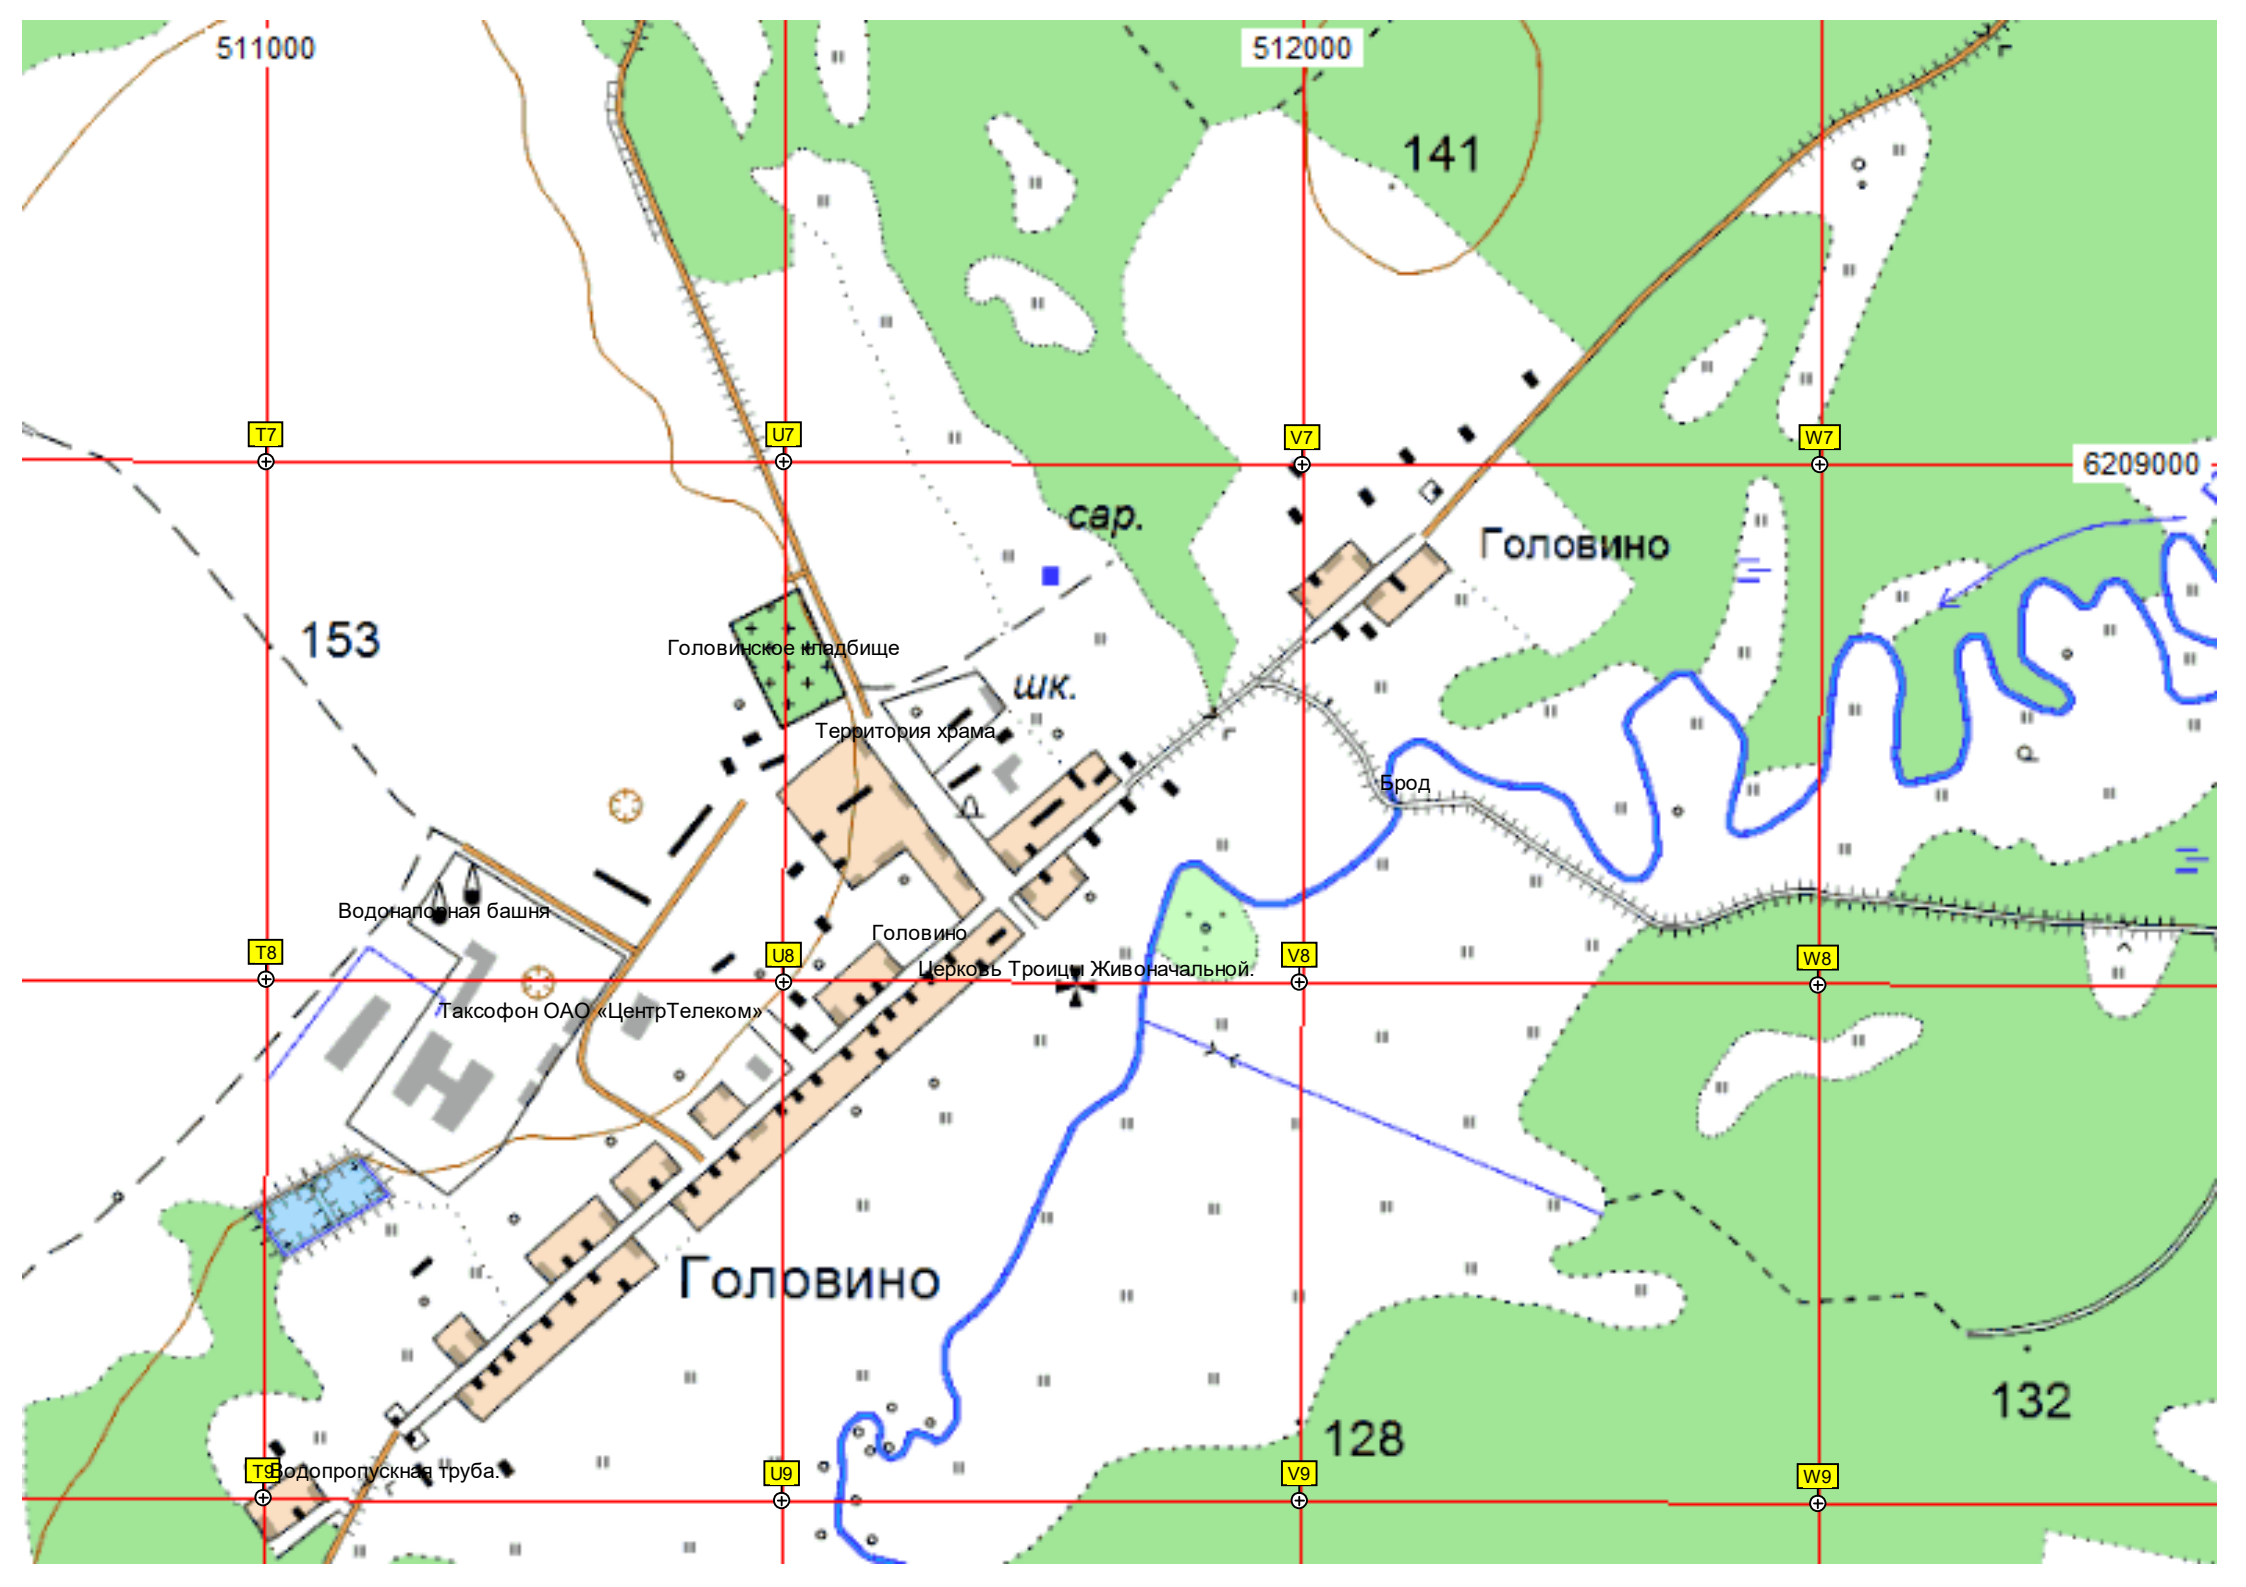 511000
512000
141
T7
U7
V7
W7
6209000
сар.
Головино
153
Головинское кладбище
шк.
Территория храма
Брод
р
Водонапорная башня
Головино
T8
U8
V8
W8
Церковь Троицы Живоначальной.
Таксофон ОАО «ЦентрТелеком»
Головино
132
128
T9
Водопропускная труба.
U9
V9
W9